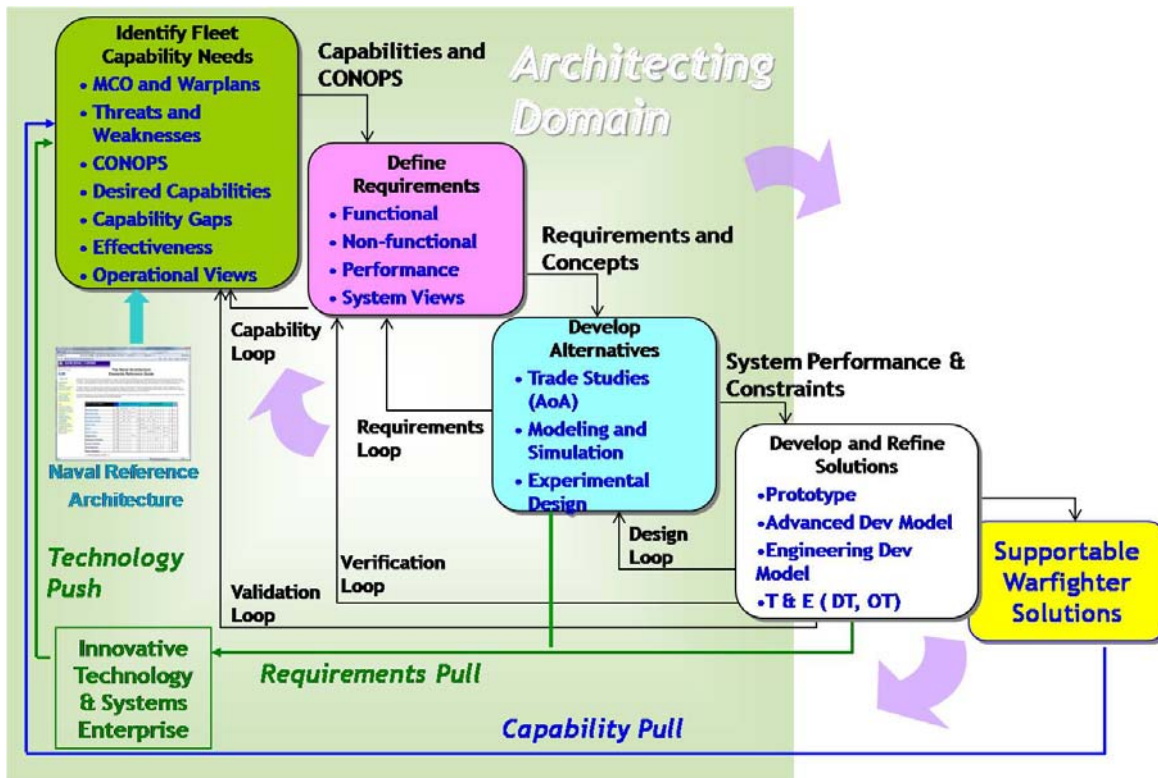 Identify Fleet
Capability Needs
• MCO and Warplans
• Threats and
Weaknesses
• CONOPS
• Desired Capabilities
• Capability Gaps
• Effectiveness
• Operational Views
Capabilities and
CONOPS
Architecting
Domain
Define
Requirements
• Functional
• Non-functional
• Performance
• System Views
Requirements and
Concepts
Capability
Loop
Develop
Alternatives
• Trade Studies
(AoA)
• Modeling and
Simulation
• Experimental
Design
System Performance &
Constraints
Requirements
Loop
Naval Reference
Architecture
Develop and Refine
Solutions
•Prototype
•Advanced Dev Model
•Engineering Dev
Model
•T & E ( DT, OT)
Design
Loop
Supportable
Warfighter
Solutions
Technology
Push
Verification
Loop
Validation
Loop
Innovative
Technology
& Systems
Enterprise
Requirements Pull
Capability Pull